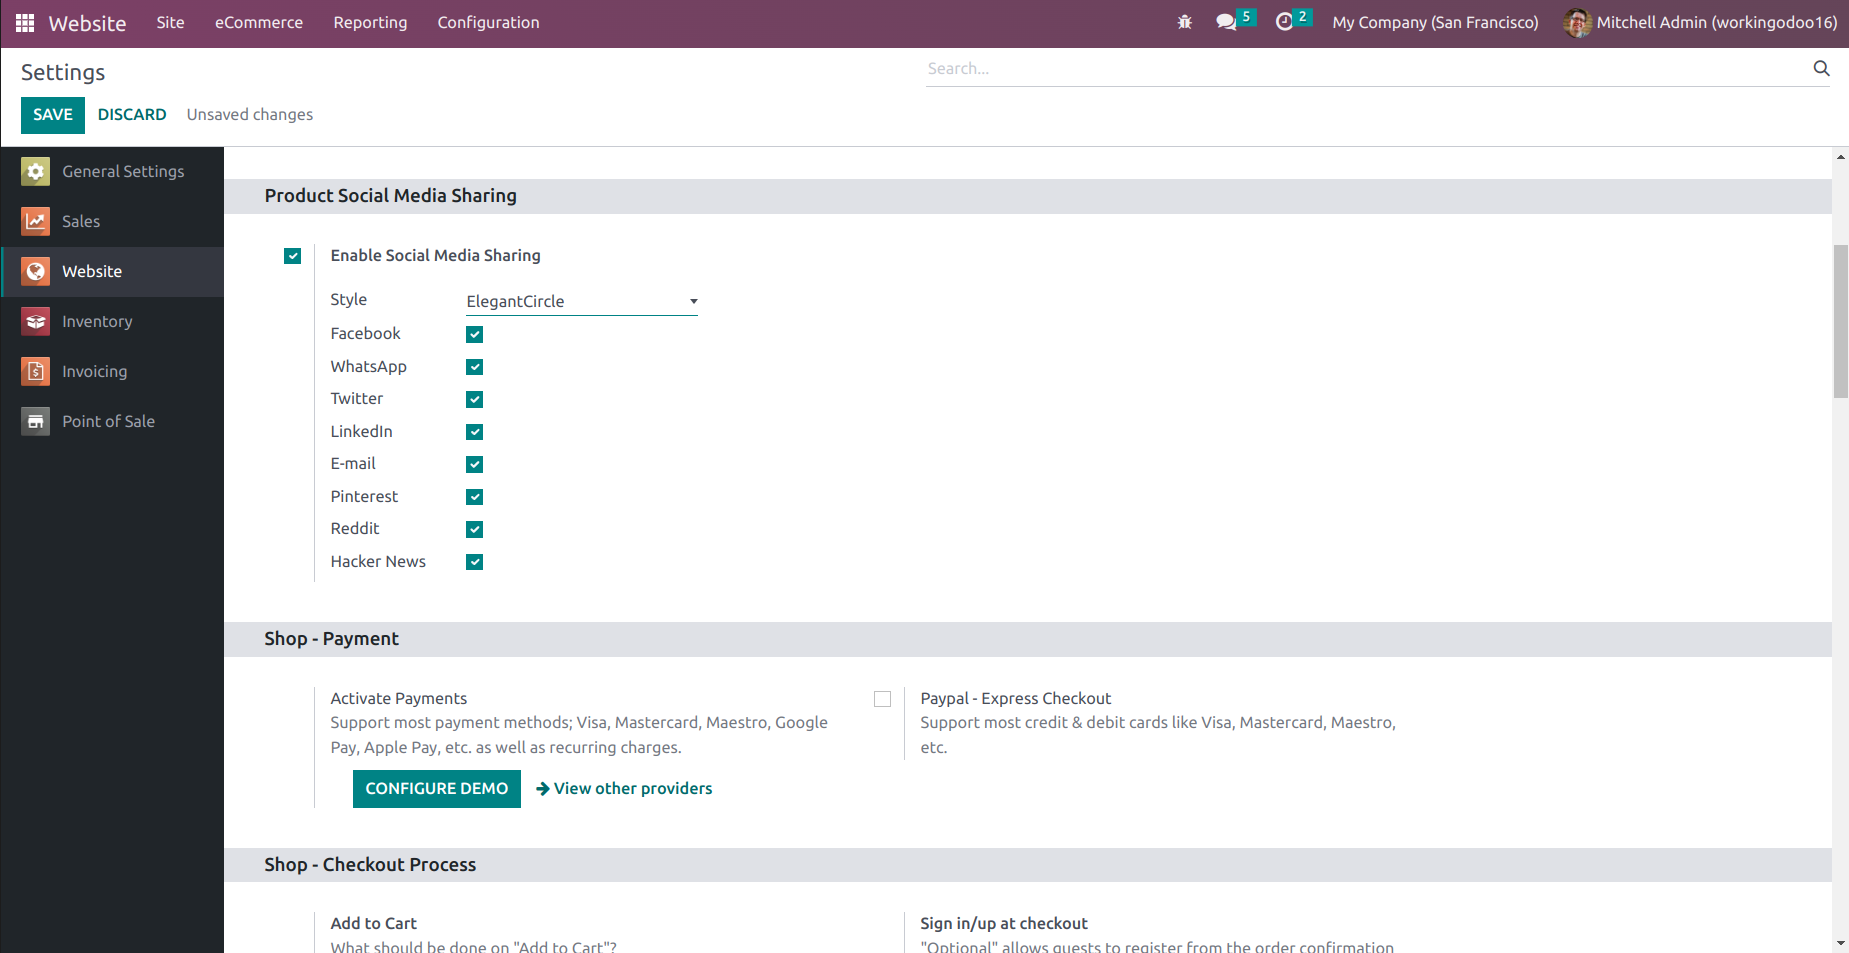 Website Site eCommerce Reporting Configuration 5 2 My Company (San Francisco) Mitchell Admin (workingodoo16)
Settings
Search...
SAVE DISCARD Unsaved changes
General Settings
Sales
Website
Inventory
Invoicing
Point of Sale
Product Social Media Sharing
Enable Social Media Sharing
Style ElegantCircle
Facebook
WhatsApp
Twitter
LinkedIn
E-mail
Pinterest
Reddit
Hacker News
Shop - Payment
Activate Payments
Support most payment methods; Visa, Mastercard, Maestro, Google
Pay, Apple Pay, etc. as well as recurring charges.
CONFIGURE DEMO View other providers
Paypal - Express Checkout
Support most credit & debit cards like Visa, Mastercard, Maestro,
etc.
Shop - Checkout Process
Add to Cart
What should be done on "Add to Cart"?
Sign in/up at checkout
"Optional" allows guests to register from the order confirmation